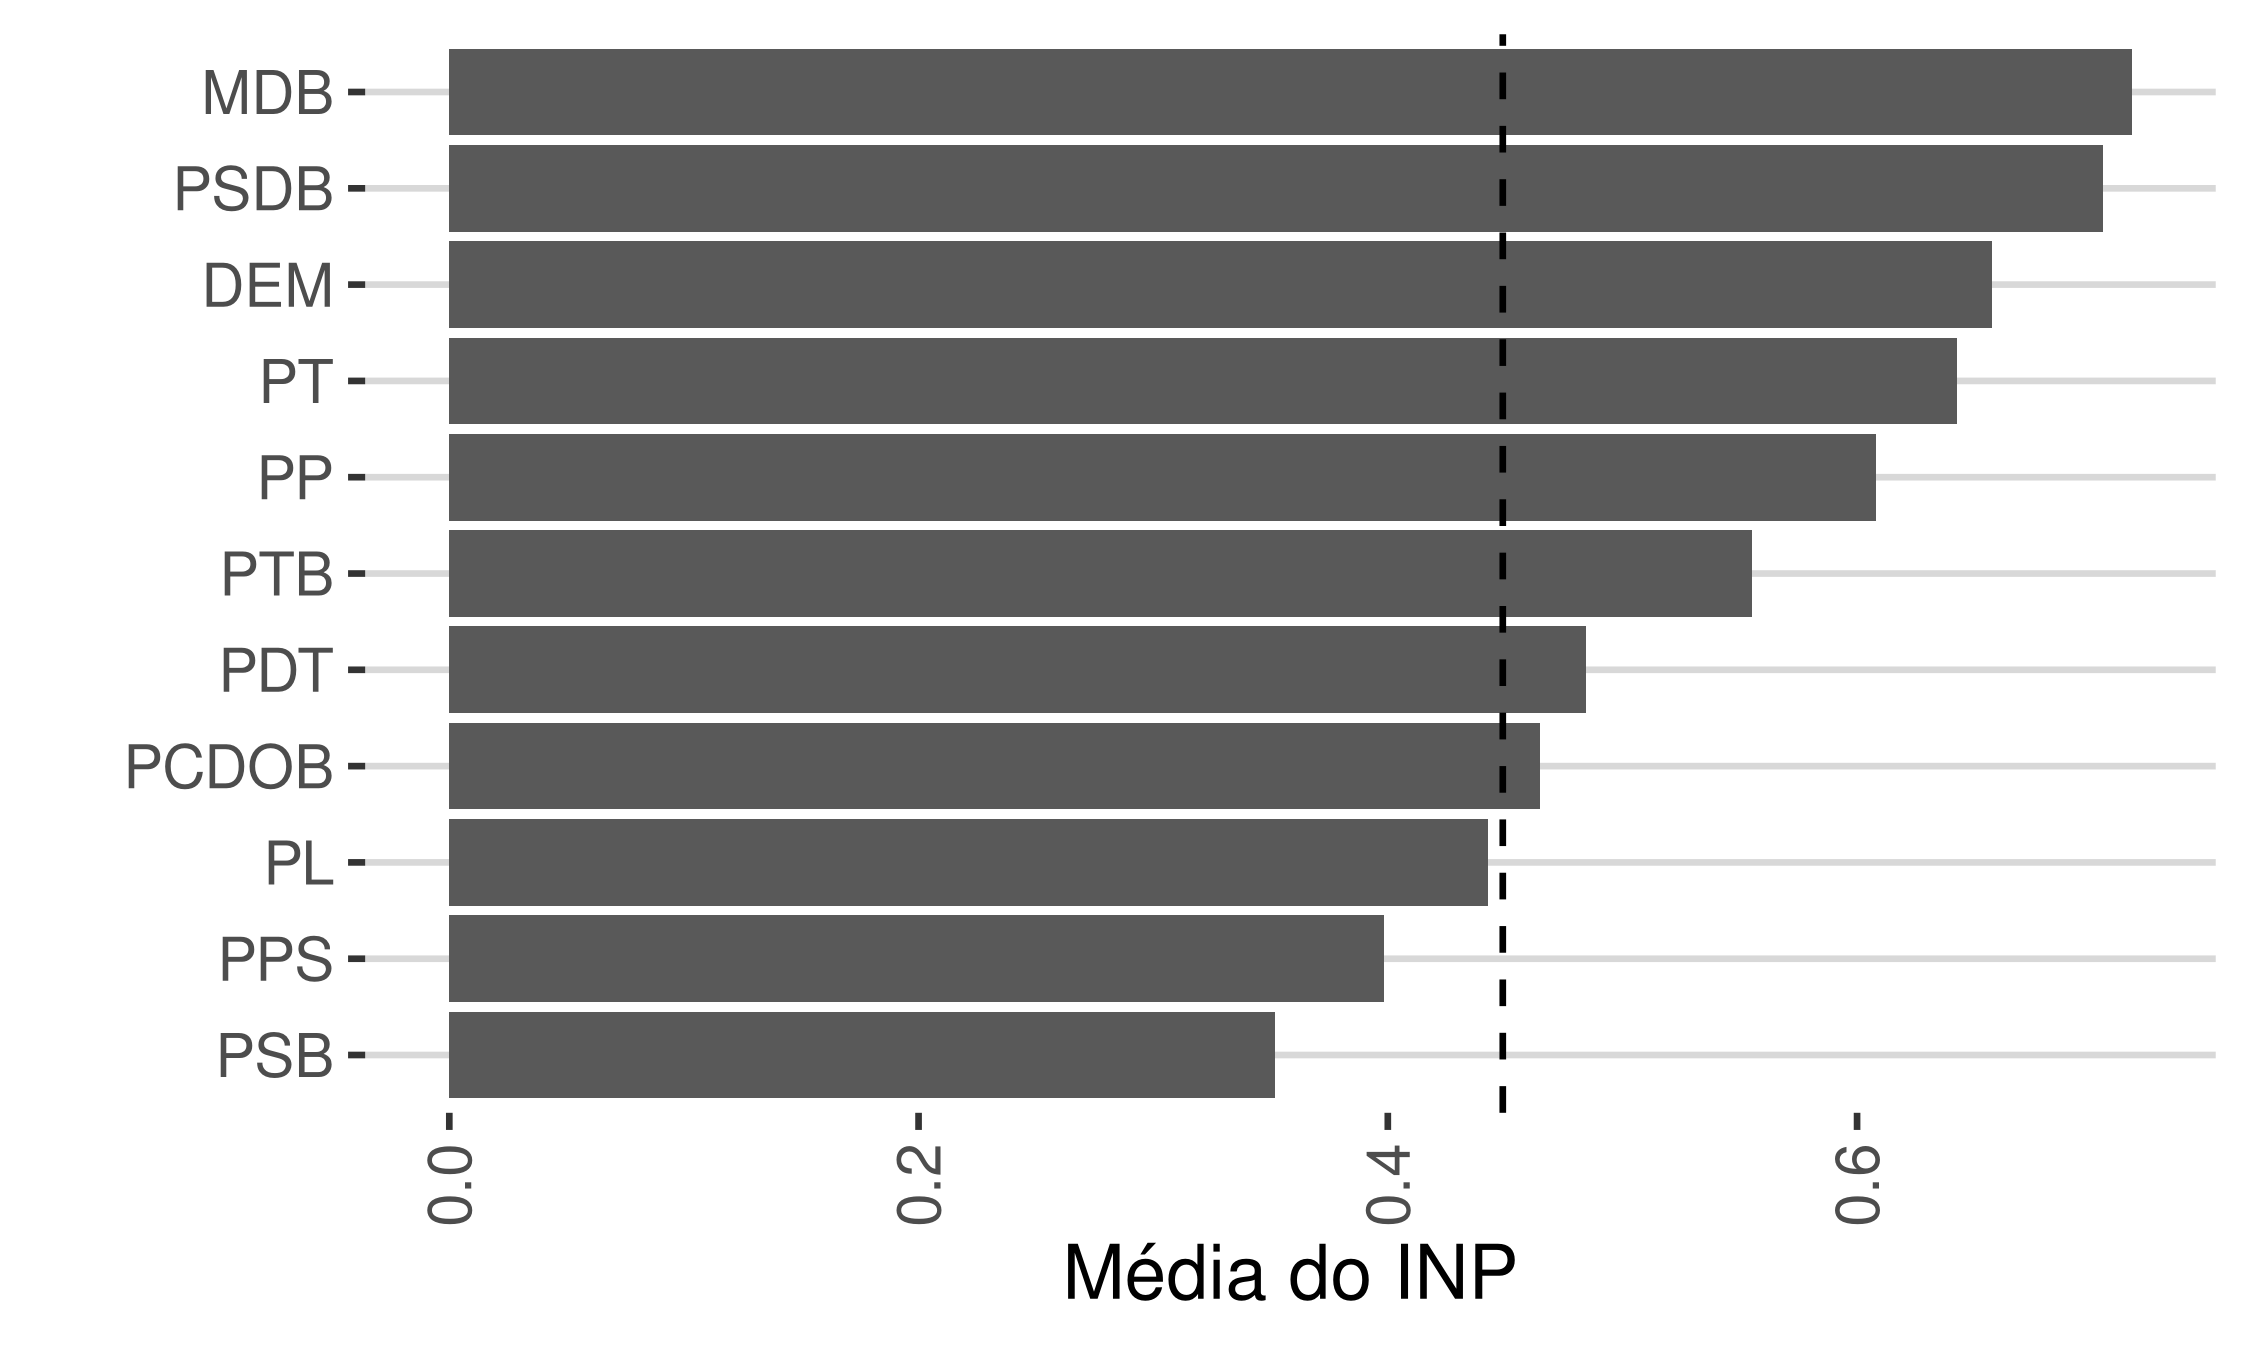 MDB
PSDB
DEM
PT
PP
PTB
PDT
PCDOB
PL
PPS
PSB
0.0
0.2
0.4
0.6
Média do INP